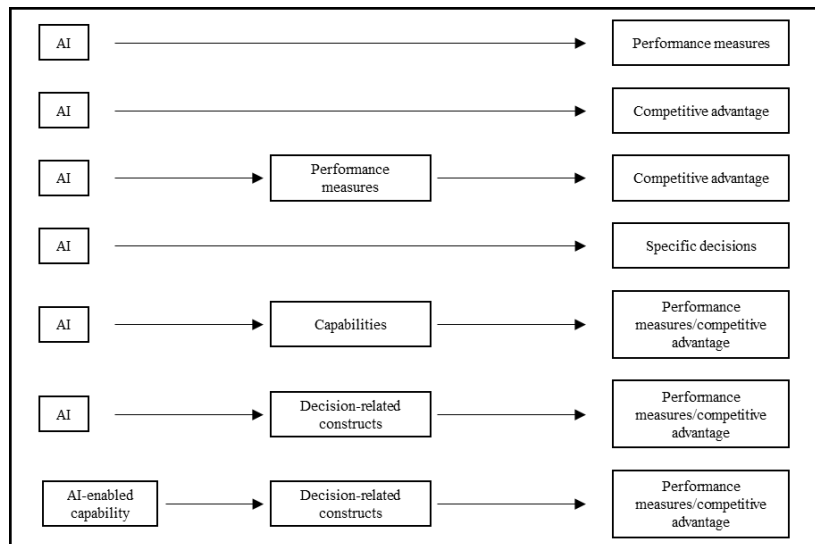 AI
Performance measures
AI
Competitive advantage
AI
Performance
measures
Competitive advantage
AI
Specific decisions
AI
Capabilities
Performance
measures/competitive
advantage
AI
Decision-related
constructs
Performance
measures/competitive
advantage
AI-enabled
capability
Decision-related
constructs
Performance
measures/competitive
advantage